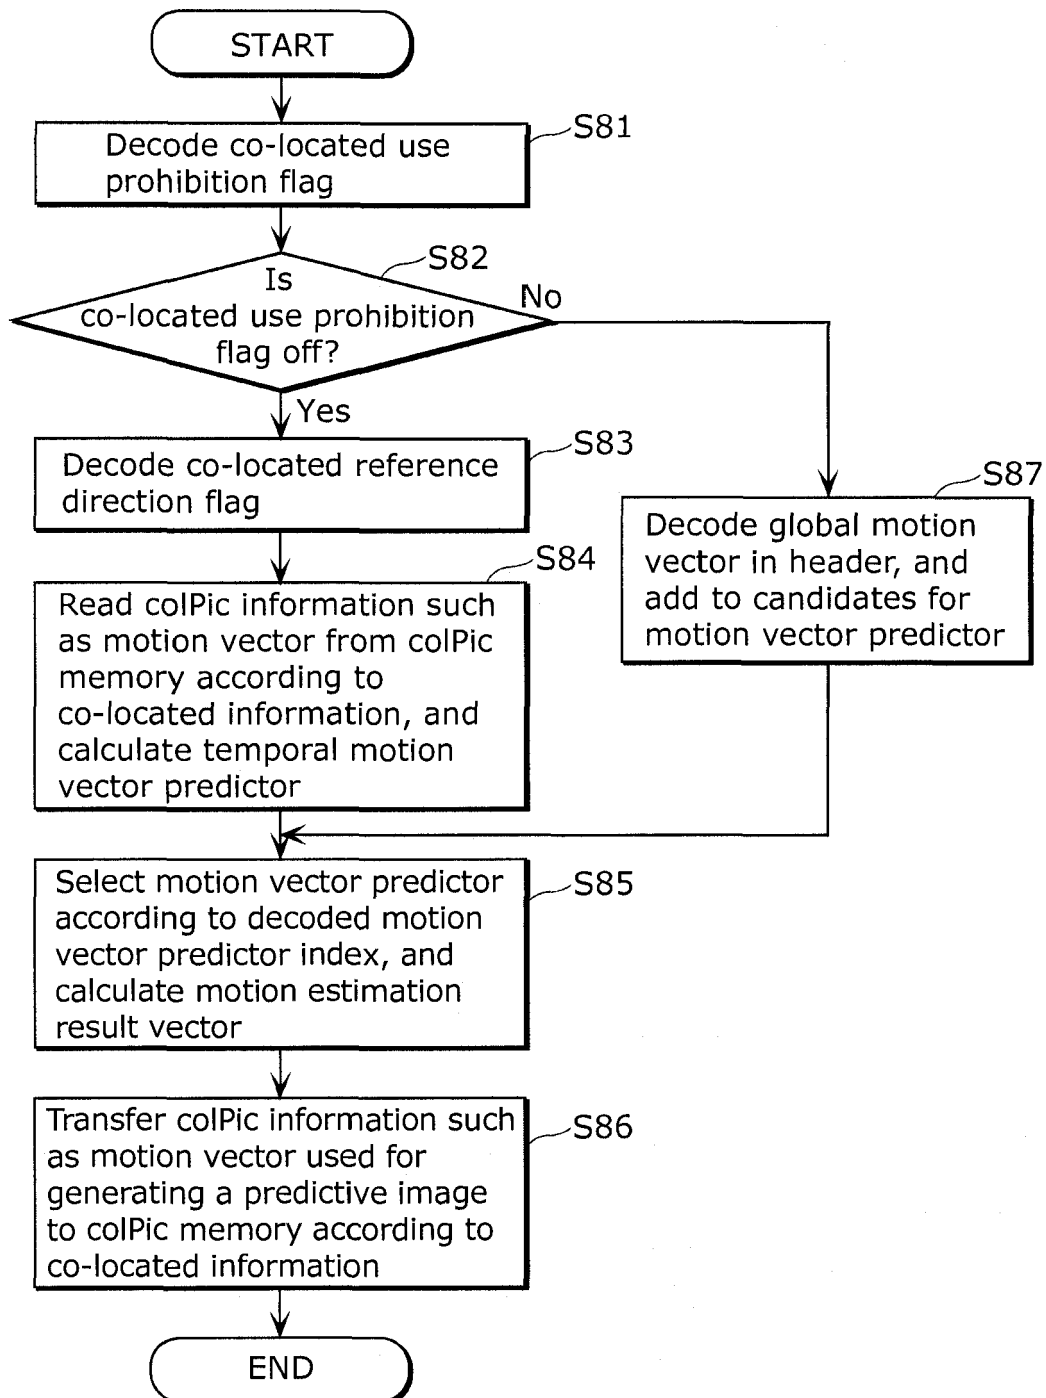 START
Decode co-located use
prohibition flag
S81
Is
co-located use prohibition
flag off?
S82
No
Yes
Decode co-located reference
direction flag
S83
Read colPic information such
as motion vector from colPic
memory according to
co-located information, and
calculate temporal motion
vector predictor
S84
Decode global motion
vector in header, and
add to candidates for
motion vector predictor
S87
Select motion vector predictor
according to decoded motion
vector predictor index, and
calculate motion estimation
result vector
S85
Transfer colPic information such
as motion vector used for
generating a predictive image
to colPic memory according to
co-located information
S86
END